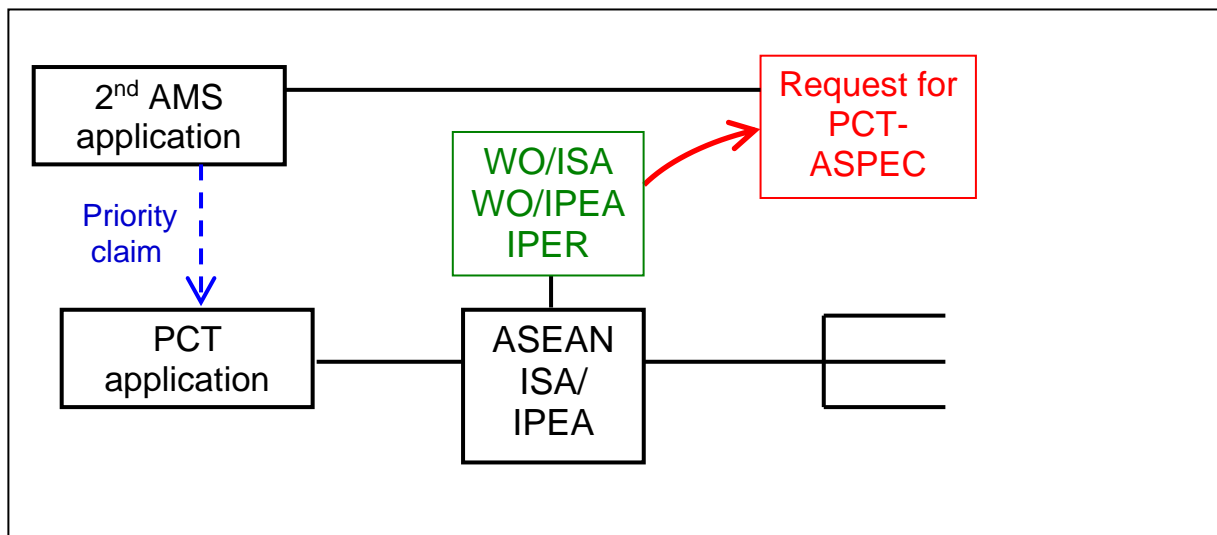 2nd AMS
application
Request for
PCT-
ASPEC
WO/ISA
WO/IPEA
IPER
Priority
claim
PCT
application
ASEAN
ISA/
IPEA